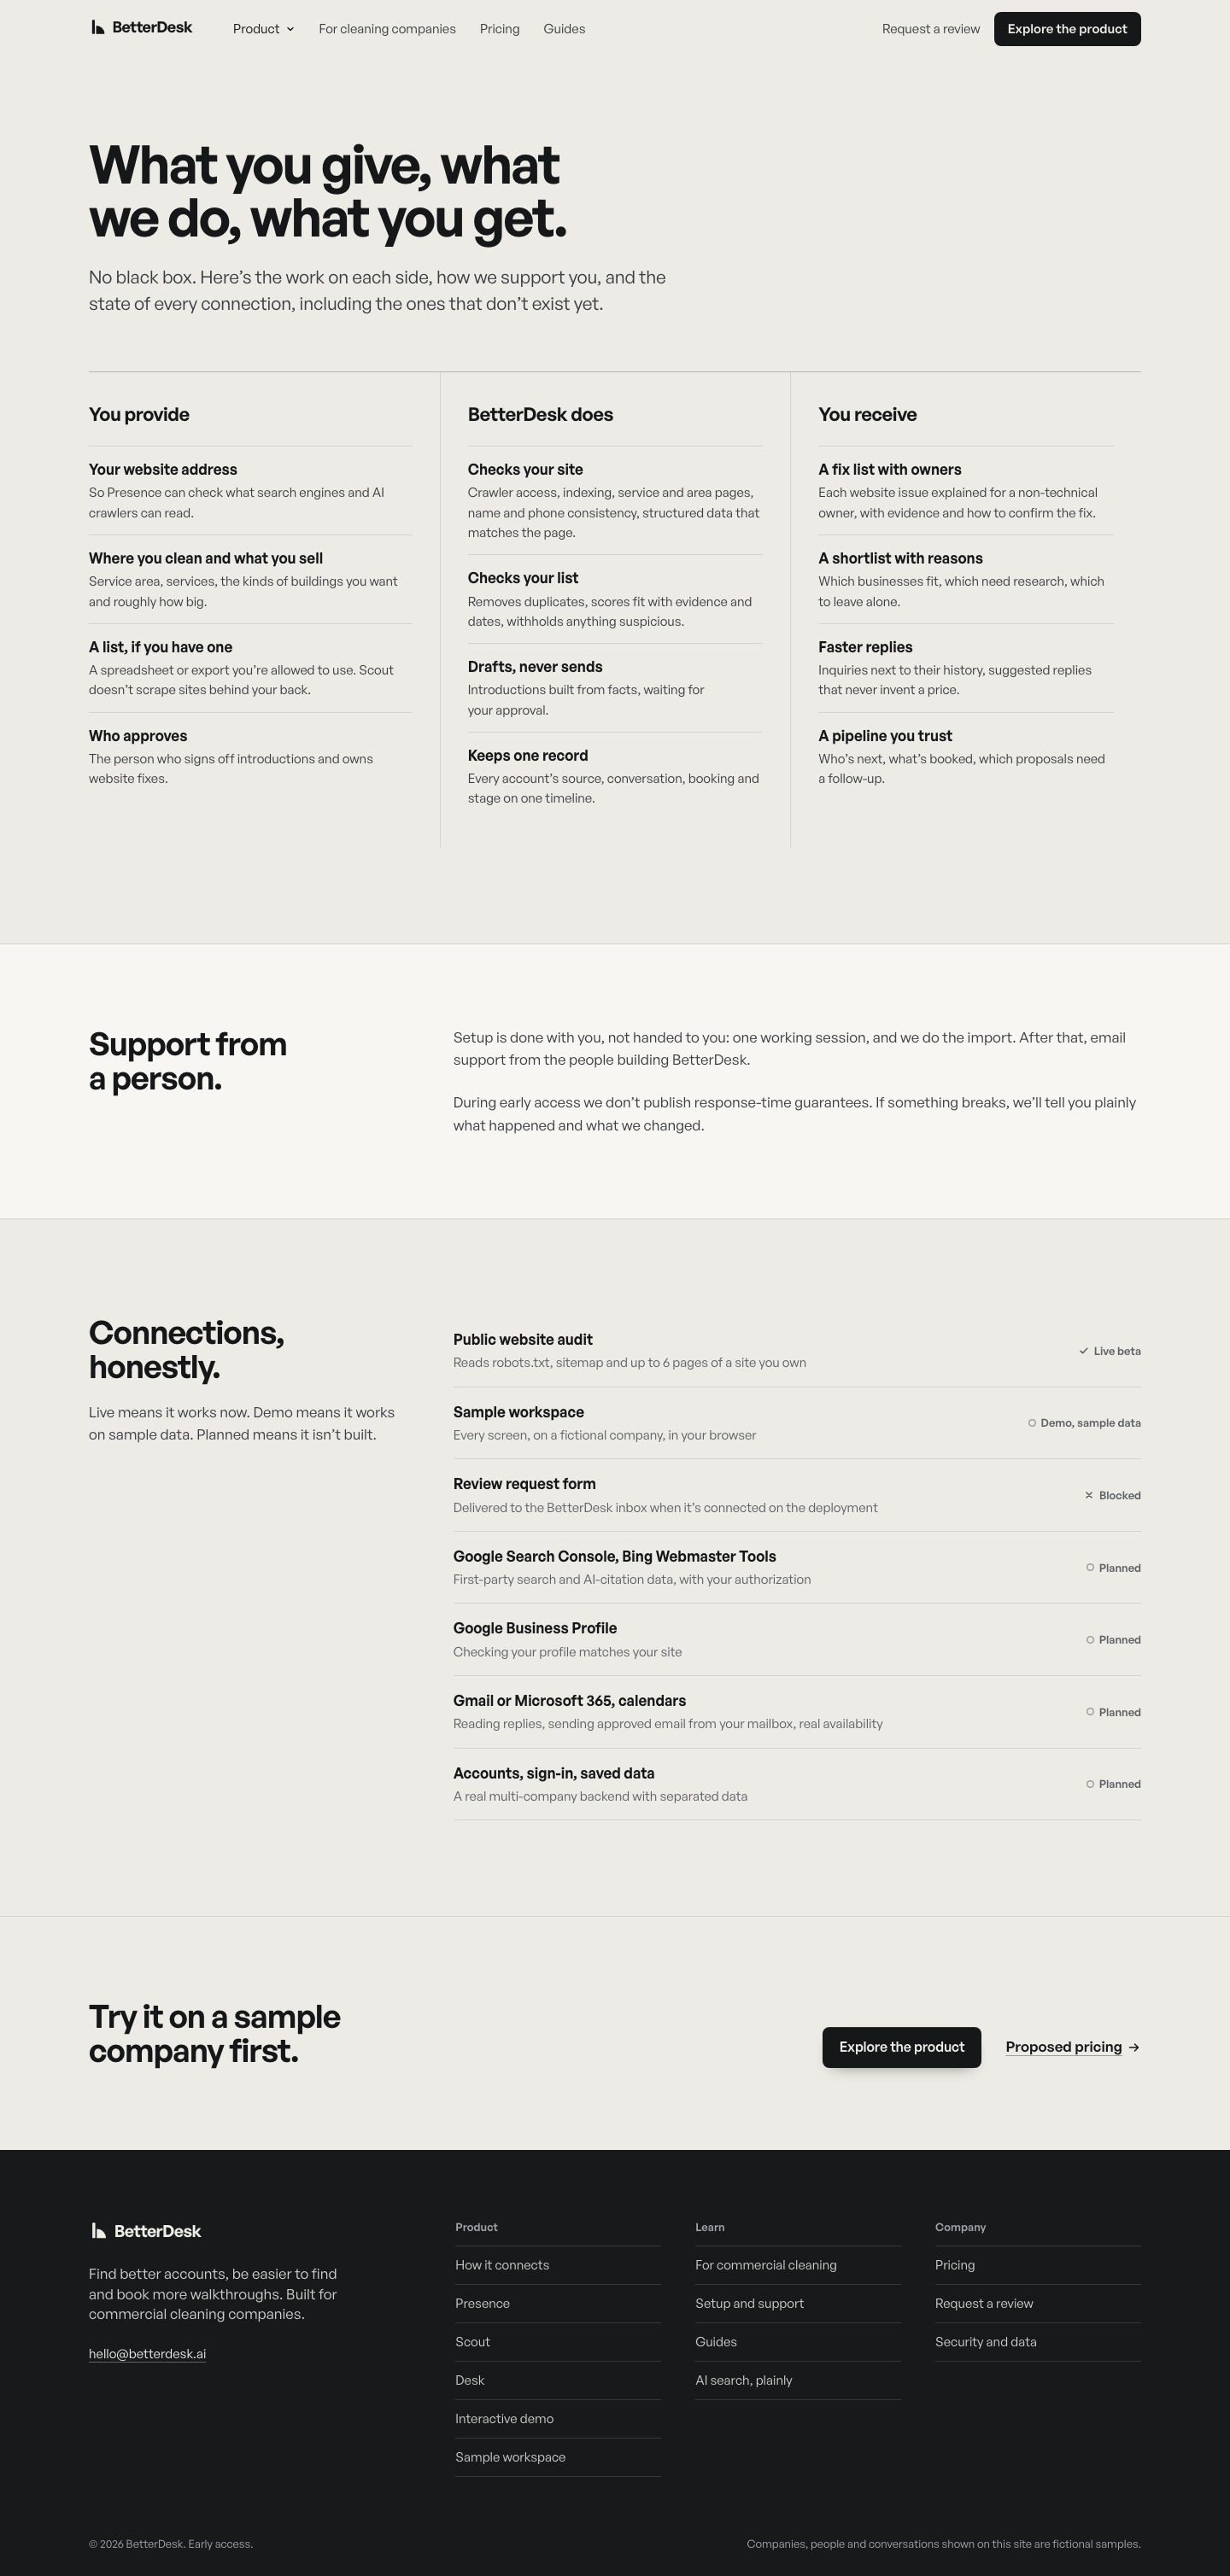 BetterDesk
Product
For cleaning companies
Pricing
Guides
Request a review
Explore the product
What you give, what
we do, what you get.
No black box. Here’s the work on each side, how we support you, and the
state of every connection, including the ones that don’t exist yet.
You provide
Your website address
So Presence can check what search engines and AI
crawlers can read.
Where you clean and what you sell
Service area, services, the kinds of buildings you want
and roughly how big.
A list, if you have one
A spreadsheet or export you’re allowed to use. Scout
doesn’t scrape sites behind your back.
Who approves
The person who signs off introductions and owns
website fixes.
BetterDesk does
Checks your site
Crawler access, indexing, service and area pages,
name and phone consistency, structured data that
matches the page.
Checks your list
Removes duplicates, scores fit with evidence and
dates, withholds anything suspicious.
Drafts, never sends
Introductions built from facts, waiting for
your approval.
Keeps one record
Every account’s source, conversation, booking and
stage on one timeline.
You receive
A fix list with owners
Each website issue explained for a non-technical
owner, with evidence and how to confirm the fix.
A shortlist with reasons
Which businesses fit, which need research, which
to leave alone.
Faster replies
Inquiries next to their history, suggested replies
that never invent a price.
A pipeline you trust
Who’s next, what’s booked, which proposals need
a follow-up.
Support from
a person.
Setup is done with you, not handed to you: one working session, and we do the import. After that, email
support from the people building BetterDesk.
During early access we don’t publish response-time guarantees. If something breaks, we’ll tell you plainly
what happened and what we changed.
Connections,
honestly.
Live means it works now. Demo means it works
on sample data. Planned means it isn’t built.
Public website audit
Reads robots.txt, sitemap and up to 6 pages of a site you own
Live beta
Sample workspace
Every screen, on a fictional company, in your browser
Demo, sample data
Review request form
Delivered to the BetterDesk inbox when it’s connected on the deployment
Blocked
Google Search Console, Bing Webmaster Tools
First-party search and AI-citation data, with your authorization
Planned
Google Business Profile
Checking your profile matches your site
Planned
Gmail or Microsoft 365, calendars
Reading replies, sending approved email from your mailbox, real availability
Planned
Accounts, sign-in, saved data
A real multi-company backend with separated data
Planned
Try it on a sample
company first.
Explore the product
Proposed pricing →
BetterDesk
Find better accounts, be easier to find
and book more walkthroughs. Built for
commercial cleaning companies.
hello@betterdesk.ai
Product
How it connects
Presence
Scout
Desk
Interactive demo
Sample workspace
Learn
For commercial cleaning
Setup and support
Guides
AI search, plainly
Company
Pricing
Request a review
Security and data
© 2026 BetterDesk. Early access.
Companies, people and conversations shown on this site are fictional samples.